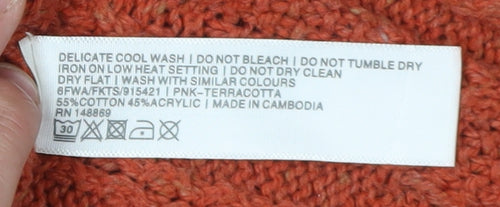 DELICATE COOL WASH | DO NOT BLEACH | DO NOT TUMBLE DRY
IRON ON LOW HEAT SETTING | DO NOT DRY CLEAN
DRY FLAT | WASH WITH SIMILAR COLOURS
6FWA/FKTS/915421 | PNK-TERRACOTTA
55%COTTON 45%ACRYLIC | MADE IN CAMBODIA
RN 148869
30